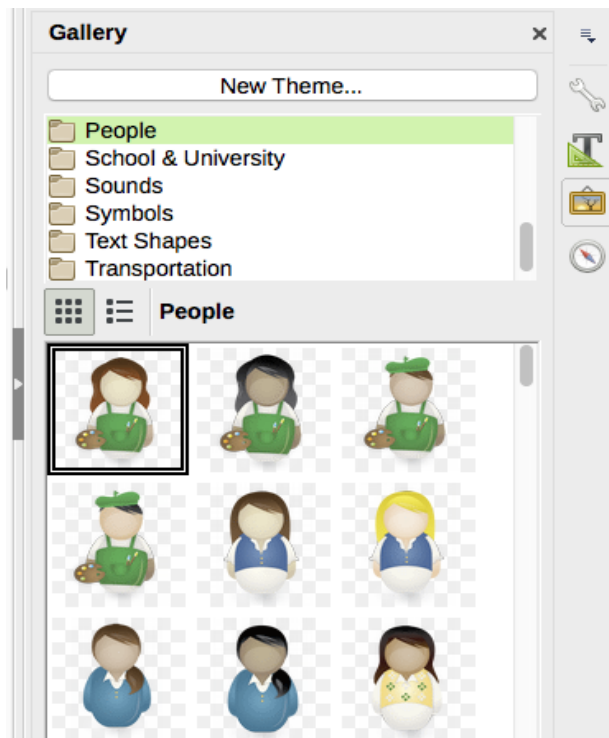 Gallery
New Theme...
People
School & University
Sounds
Symbols
Text Shapes
Transportation
People